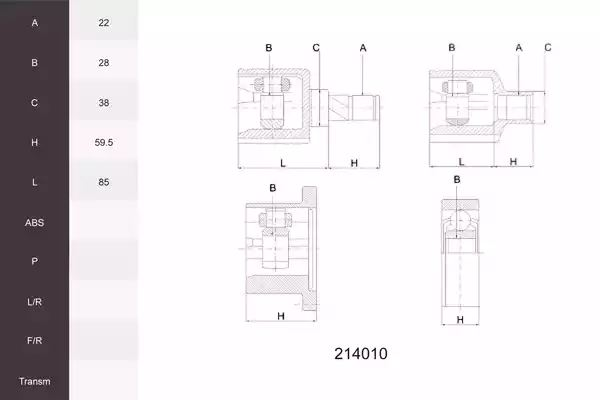 A 22
B 28
C 38
H 59.5
L 85
ABS
P
L/R
F/R
Transm
B C A
L H
B A C
L H
B
H
B
H
214010